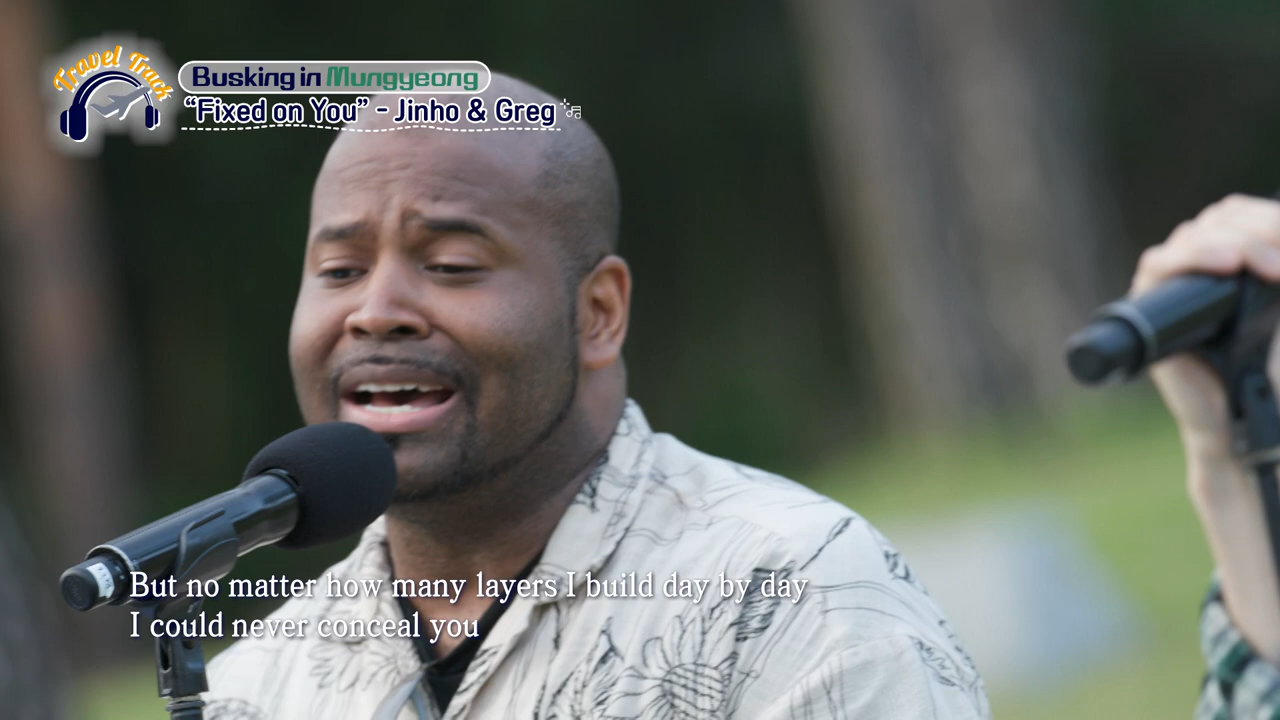 Travel Track
Busking in Mungyeong
“Fixed on You” - Jinho & Greg
But no matter how many layers I build day by day
I could never conceal you